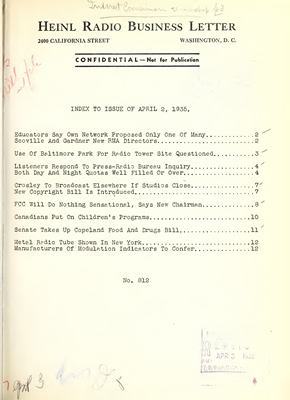 HEINL RADIO BUSINESS LETTER
2400 CALIFORNIA STREET WASHINGTON, D. C.
CONFIDENTIAL—Not for Publication
INDEX TO ISSUE OF APRIL 2, 1935.
Educators Say Own Network Proposed Only One Of Many............2
Scoville And Gardner New RMA Directors.........................2
Use Of Baltimore Park For Radio Tower Site Questioned..........3
Listeners Respond To Press-Radio Bureau Inquiry................4
Both Day And Night Quotas Well Filled Or Over..................4
Crosley To Broadcast Elsewhere If Studios Close................7
New Copyright Bill Is Introduced...............................7
FCC Will Do Nothing Sensational, Says New Chairman.............8
Canadians Put On Children's Programs..........................10
Senate Takes Up Copeland Food And Drugs Bill,.................11
Metal Radio Tube Shown In New York............................12
Manufacturers Of Modulation Indicators To Confer..............12
No. 812
APR 3